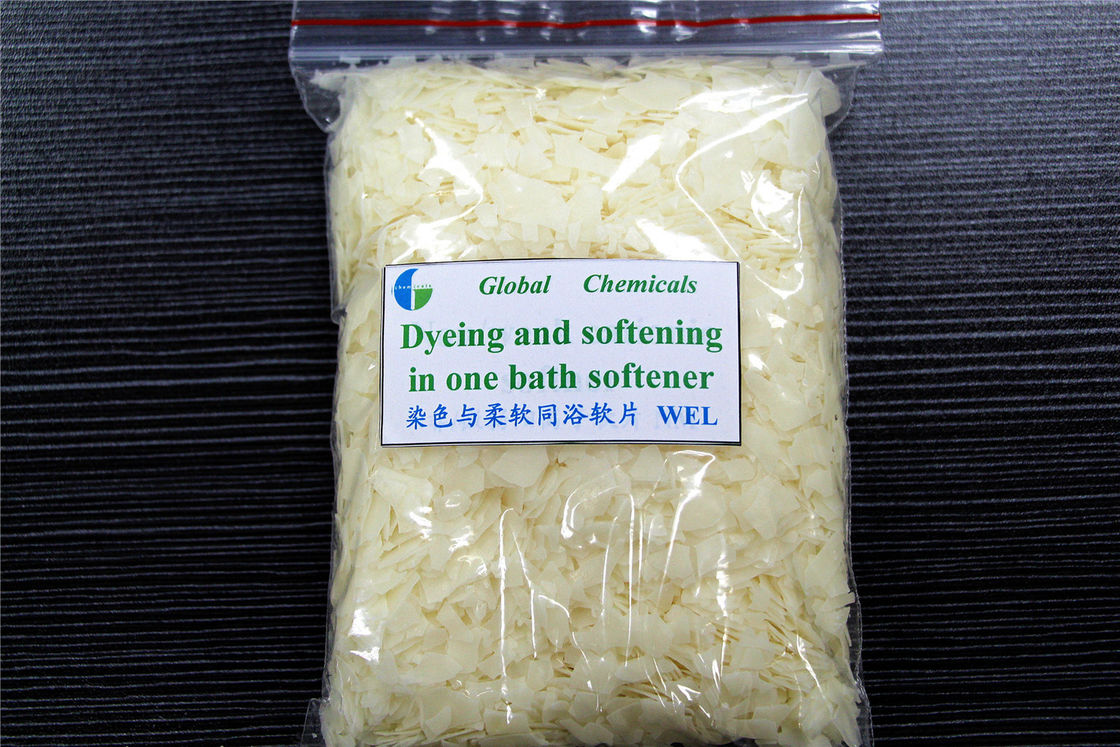 chemicals
Global Chemicals
Dyeing and softening
in one bath softener
染色与柔软同浴软片 WEL